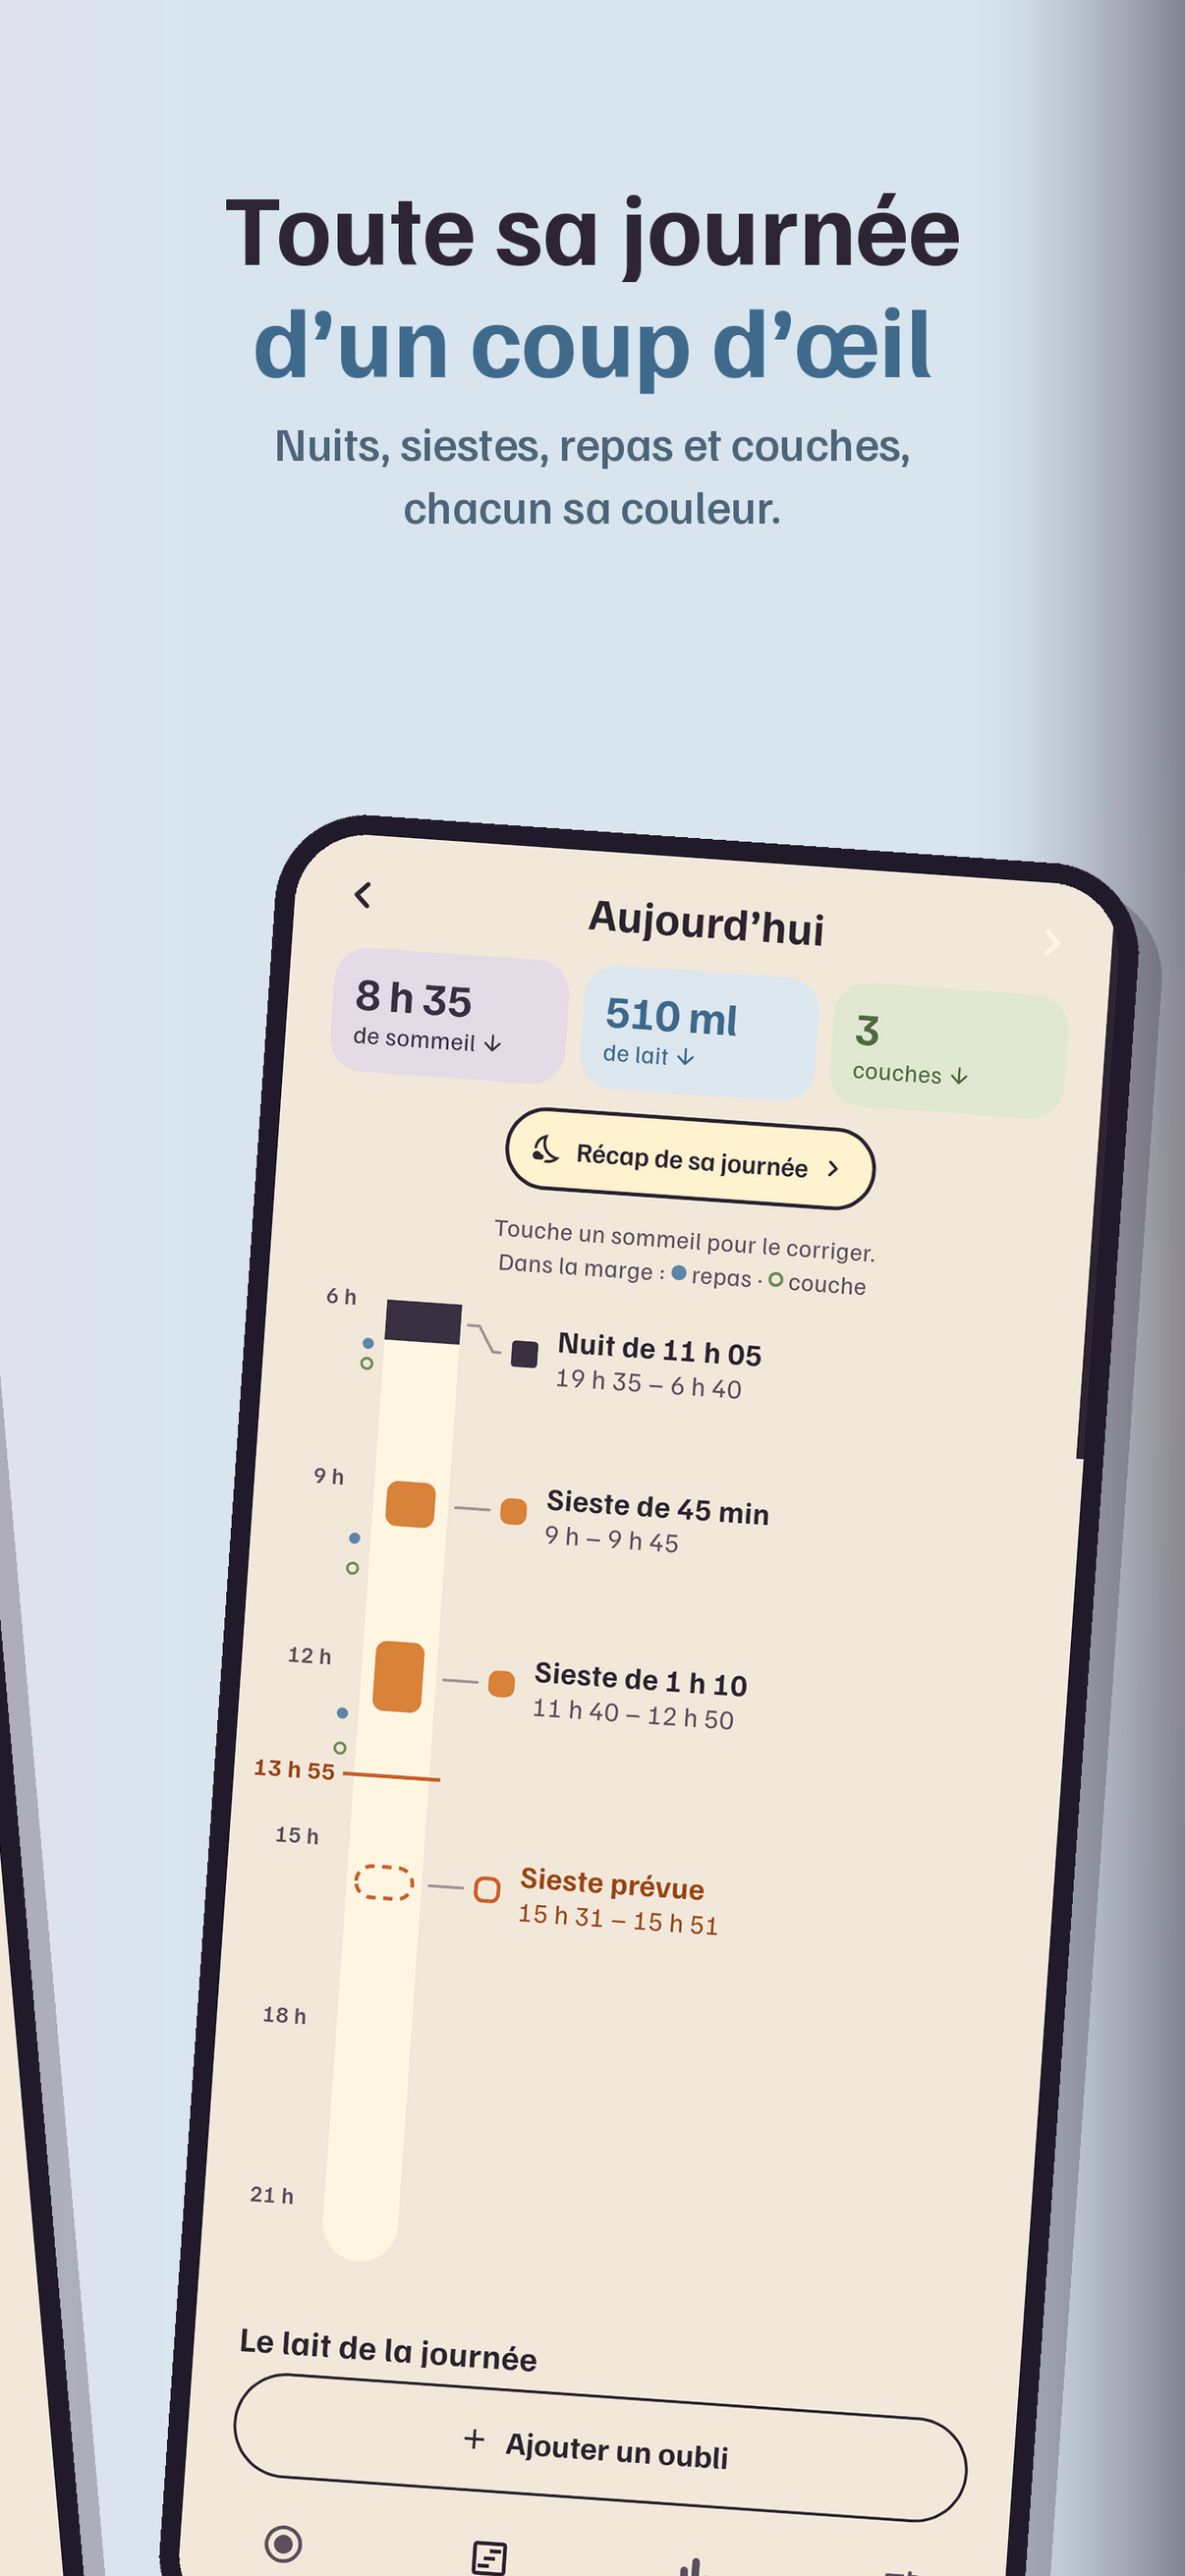 Toute sa journée
d’un coup d’œil
Nuits, siestes, repas et couches,
chacun sa couleur.
Aujourd’hui
8 h 35
de sommeil ↓
510 ml
de lait ↓
3
couches ↓
Récap de sa journée
Touche un sommeil pour le corriger.
Dans la marge : repas · couche
6 h
Nuit de 11 h 05
19 h 35 – 6 h 40
9 h
Sieste de 45 min
9 h – 9 h 45
12 h
Sieste de 1 h 10
11 h 40 – 12 h 50
13 h 55
15 h
Sieste prévue
15 h 31 – 15 h 51
18 h
21 h
Le lait de la journée
+ Ajouter un oubli